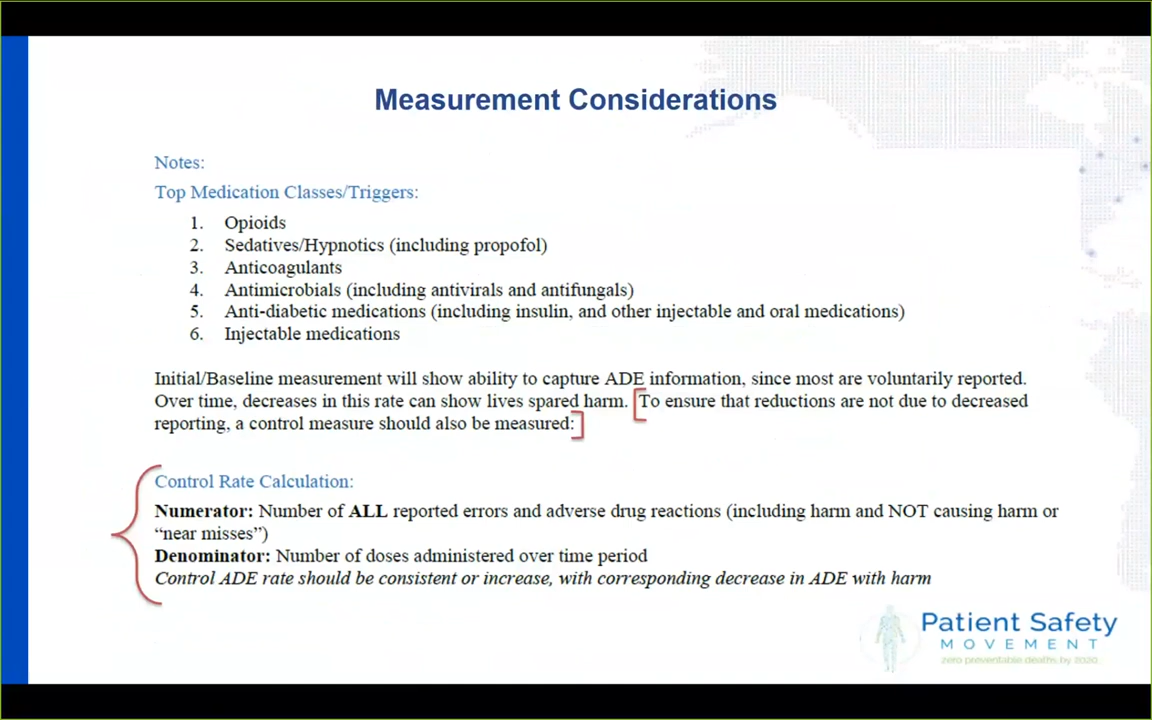 Measurement Considerations
Notes:
Top Medication Classes/Triggers:
1. Opioids
2. Sedatives/Hypnotics (including propofol)
3. Anticoagulants
4. Antimicrobials (including antivirals and antifungals)
5. Anti-diabetic medications (including insulin, and other injectable and oral medications)
6. Injectable medications
Initial/Baseline measurement will show ability to capture ADE information, since most are voluntarily reported.
Over time, decreases in this rate can show lives spared harm. To ensure that reductions are not due to decreased
reporting, a control measure should also be measured:
Control Rate Calculation:
Numerator: Number of ALL reported errors and adverse drug reactions (including harm and NOT causing harm or
“near misses”)
Denominator: Number of doses administered over time period
Control ADE rate should be consistent or increase, with corresponding decrease in ADE with harm
Patient Safety
MOVEMENT
zero preventable deaths by 2020